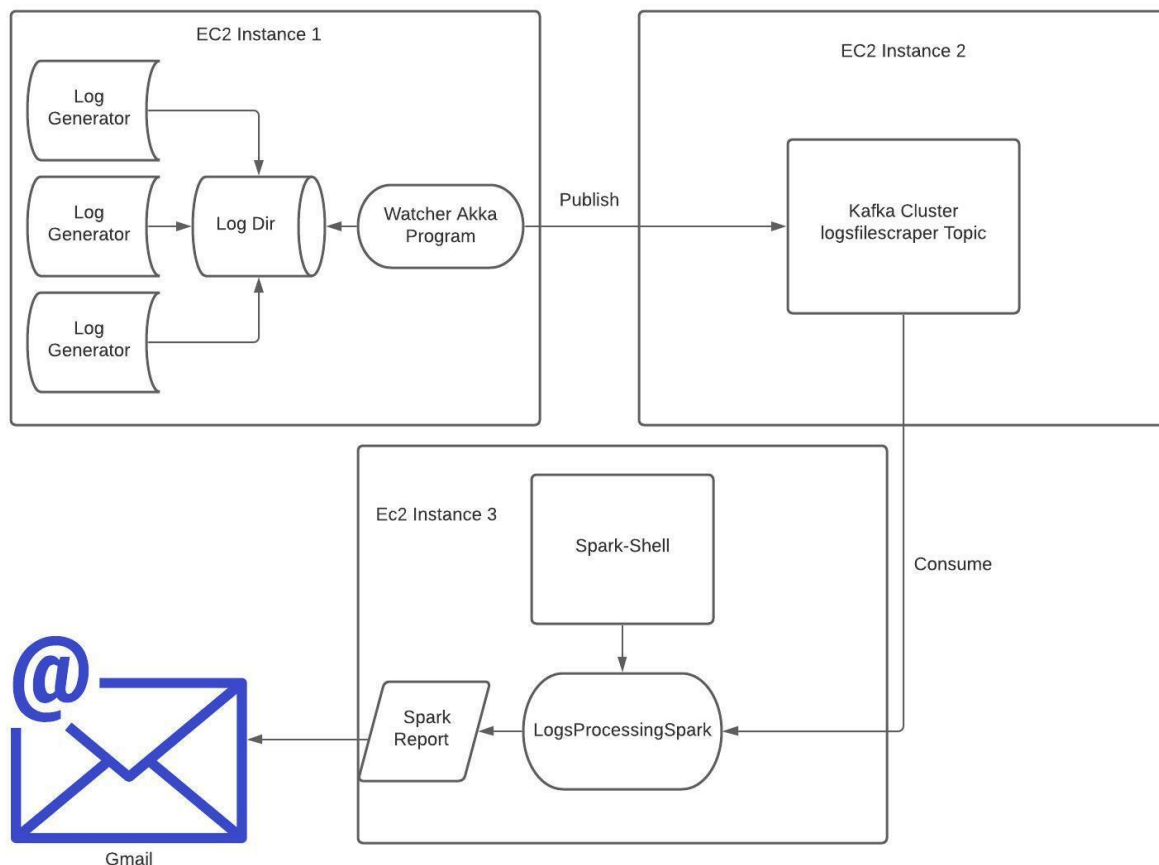 EC2 Instance 1
Log
Generator
Log
Generator
Log
Generator
Log Dir
Watcher Akka
Program
Publish
EC2 Instance 2
Kafka Cluster
logsfilescraper Topic
Consume
Ec2 Instance 3
Spark-Shell
LogsProcessingSpark
Spark
Report
@
Gmail